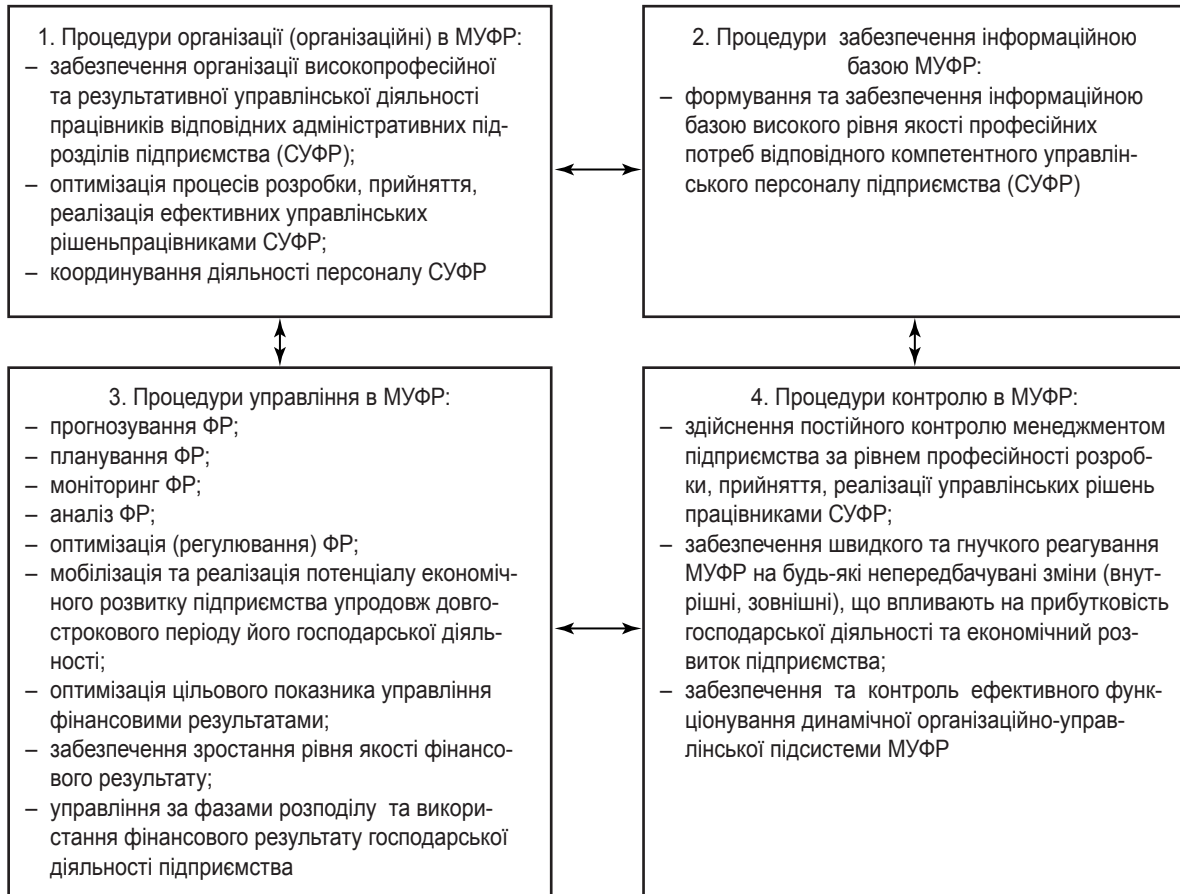 1. Процедури організації (організаційні) в МУФР:
– забезпечення організації високопрофесійної
та результативної управлінської діяльності
працівників відповідних адміністративних під-
розділів підприємства (СУФР);
– оптимізація процесів розробки, прийняття,
реалізація ефективних управлінських
рішеньпрацівниками СУФР;
– координування діяльності персоналу СУФР
2. Процедури забезпечення інформаційною
базою МУФР:
– формування та забезпечення інформаційною
базою високого рівня якості професійних
потреб відповідного компетентного управлін-
ського персоналу підприємства (СУФР)
3. Процедури управління в МУФР:
– прогнозування ФР;
– планування ФР;
– моніторинг ФР;
– аналіз ФР;
– оптимізація (регулювання) ФР;
– мобілізація та реалізація потенціалу економіч-
ного розвитку підприємства упродовж довго-
строкового періоду його господарської діяль-
ності;
– оптимізація цільового показника управління
фінансовими результатами;
– забезпечення зростання рівня якості фінансо-
вого результату;
– управління за фазами розподілу та викори-
стання фінансового результату господарської
діяльності підприємства
4. Процедури контролю в МУФР:
– здійснення постійного контролю менеджментом
підприємства за рівнем професійності розроб-
ки, прийняття, реалізації управлінських рішень
працівниками СУФР;
– забезпечення швидкого та гнучкого реагування
МУФР на будь-які непередбачувані зміни (внут-
рішні, зовнішні), що впливають на прибутковість
господарської діяльності та економічний роз-
виток підприємства;
– забезпечення та контроль ефективного функ-
ціонування динамічної організаційно-управ-
лінської підсистеми МУФР